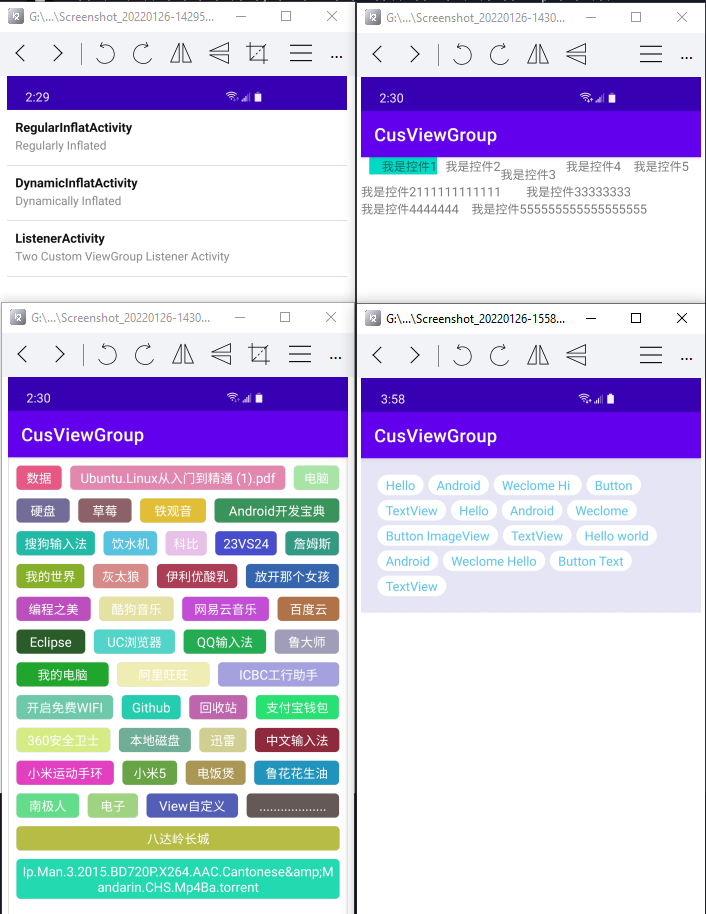 G:\...\Screenshot_20220126-14295...
2:29
RegularInflatActivity
Regularly Inflated
DynamicInflatActivity
Dynamically Inflated
ListenerActivity
Two Custom ViewGroup Listener Activity
G:\...\Screenshot_20220126-1430...
2:30
CusViewGroup
我是控件1 我是控件2 我是控件3 我是控件4 我是控件5
我是控件2111111111111 我是控件33333333
我是控件4444444 我是控件555555555555555555
G:\...\Screenshot_20220126-1430...
2:30
CusViewGroup
数据 Ubuntu.Linux从入门到精通 (1).pdf 电脑
硬盘 草莓 铁观音 Android开发宝典
搜狗输入法 饮水机 科比 23VS24 詹姆斯
我的世界 灰太狼 伊利优酸乳 放开那个女孩
编程之美 酷狗音乐 网易云音乐 百度云
Eclipse UC浏览器 QQ输入法 鲁大师
我的电脑 阿里旺旺 ICBC工行助手
开启免费WIFI Github 回收站 支付宝钱包
360安全卫士 本地磁盘 迅雷 中文输入法
小米运动手环 小米5 电饭煲 鲁花花生油
南极人 电子 View自定义 ...................
八达岭长城
Ip.Man.3.2015.BD720P.X264.AAC.Cantonese&amp;M
andarin.CHS.Mp4Ba.torrent
G:\...\Screenshot_20220126-1558...
3:58
CusViewGroup
Hello Android Weclome Hi Button
TextView Hello Android Weclome
Button ImageView TextView Hello world
Android Weclome Hello Button Text
TextView